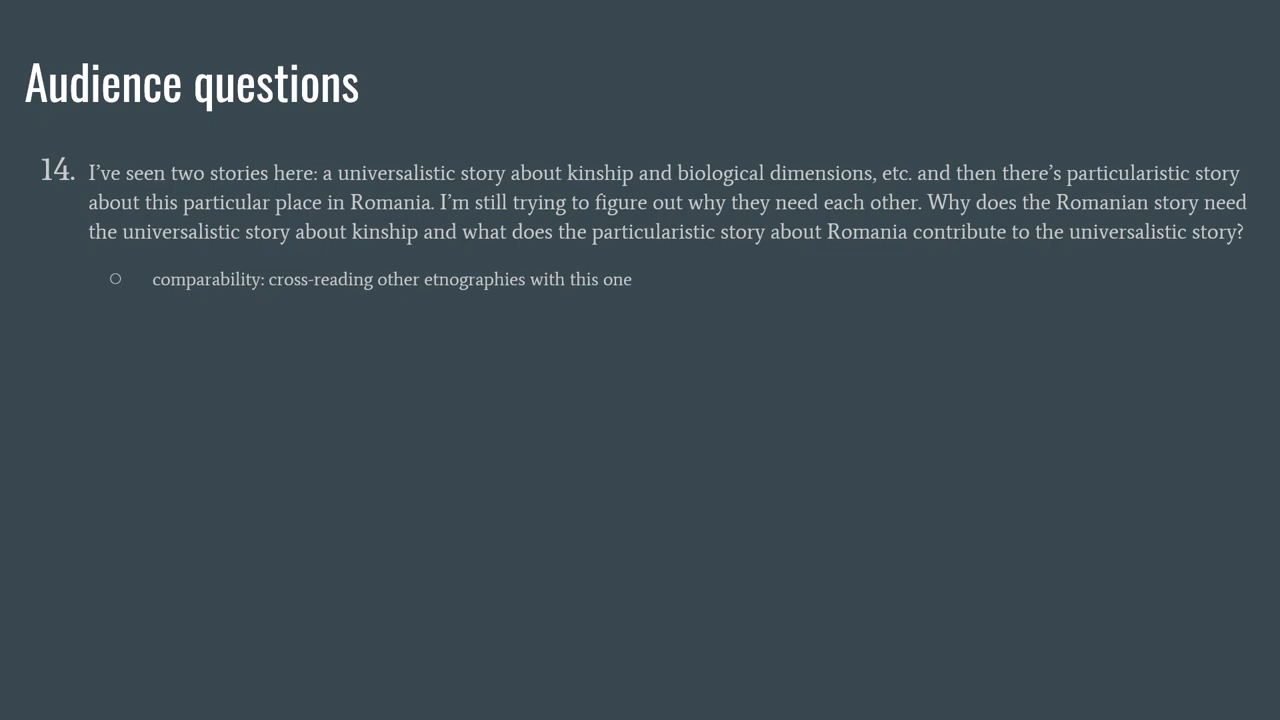 Audience questions
14. I've seen two stories here: a universalistic story about kinship and biological dimensions, etc. and then there's particularistic story
about this particular place in Romania. I'm still trying to figure out why they need each other. Why does the Romanian story need
the universalistic story about kinship and what does the particularistic story about Romania contribute to the universalistic story?
○ comparability: cross-reading other etnographies with this one